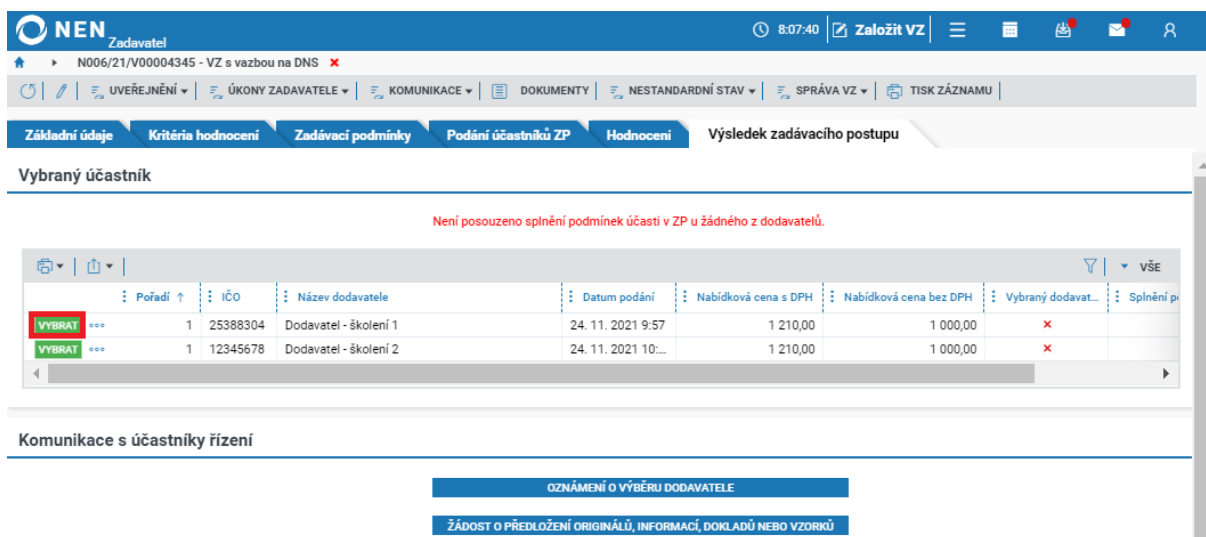 NEN Zadavatel 8:07:40 Založit VZ
N006/21/V00004345 - VZ s vazbou na DNS
UVEŘEJNĚNÍ ÚKONY ZADAVATELE KOMUNIKACE DOKUMENTY NESTANDARDNÍ STAV SPRÁVA VZ TISK ZÁZNAMU
Základní údaje Kritéria hodnocení Zadávací podmínky Podání účastníků ZP Hodnocení Výsledek zadávacího postupu
Vybraný účastník
Není posouzeno splnění podmínek účasti v ZP u žádného z dodavatelů.
VŠE
Pořadí ↑ IČO Název dodavatele Datum podání Nabídková cena s DPH Nabídková cena bez DPH Vybraný dodavat... Splnění
VYBRAT 1 25388304 Dodavatel - školení 1 24. 11. 2021 9:57 1 210,00 1 000,00
VYBRAT 1 12345678 Dodavatel - školení 2 24. 11. 2021 10:... 1 210,00 1 000,00
Komunikace s účastníky řízení
OZNÁMENÍ O VÝBĚRU DODAVATELE
ŽÁDOST O PŘEDLOŽENÍ ORIGINÁLŮ, INFORMACÍ, DOKLADŮ NEBO VZORKŮ